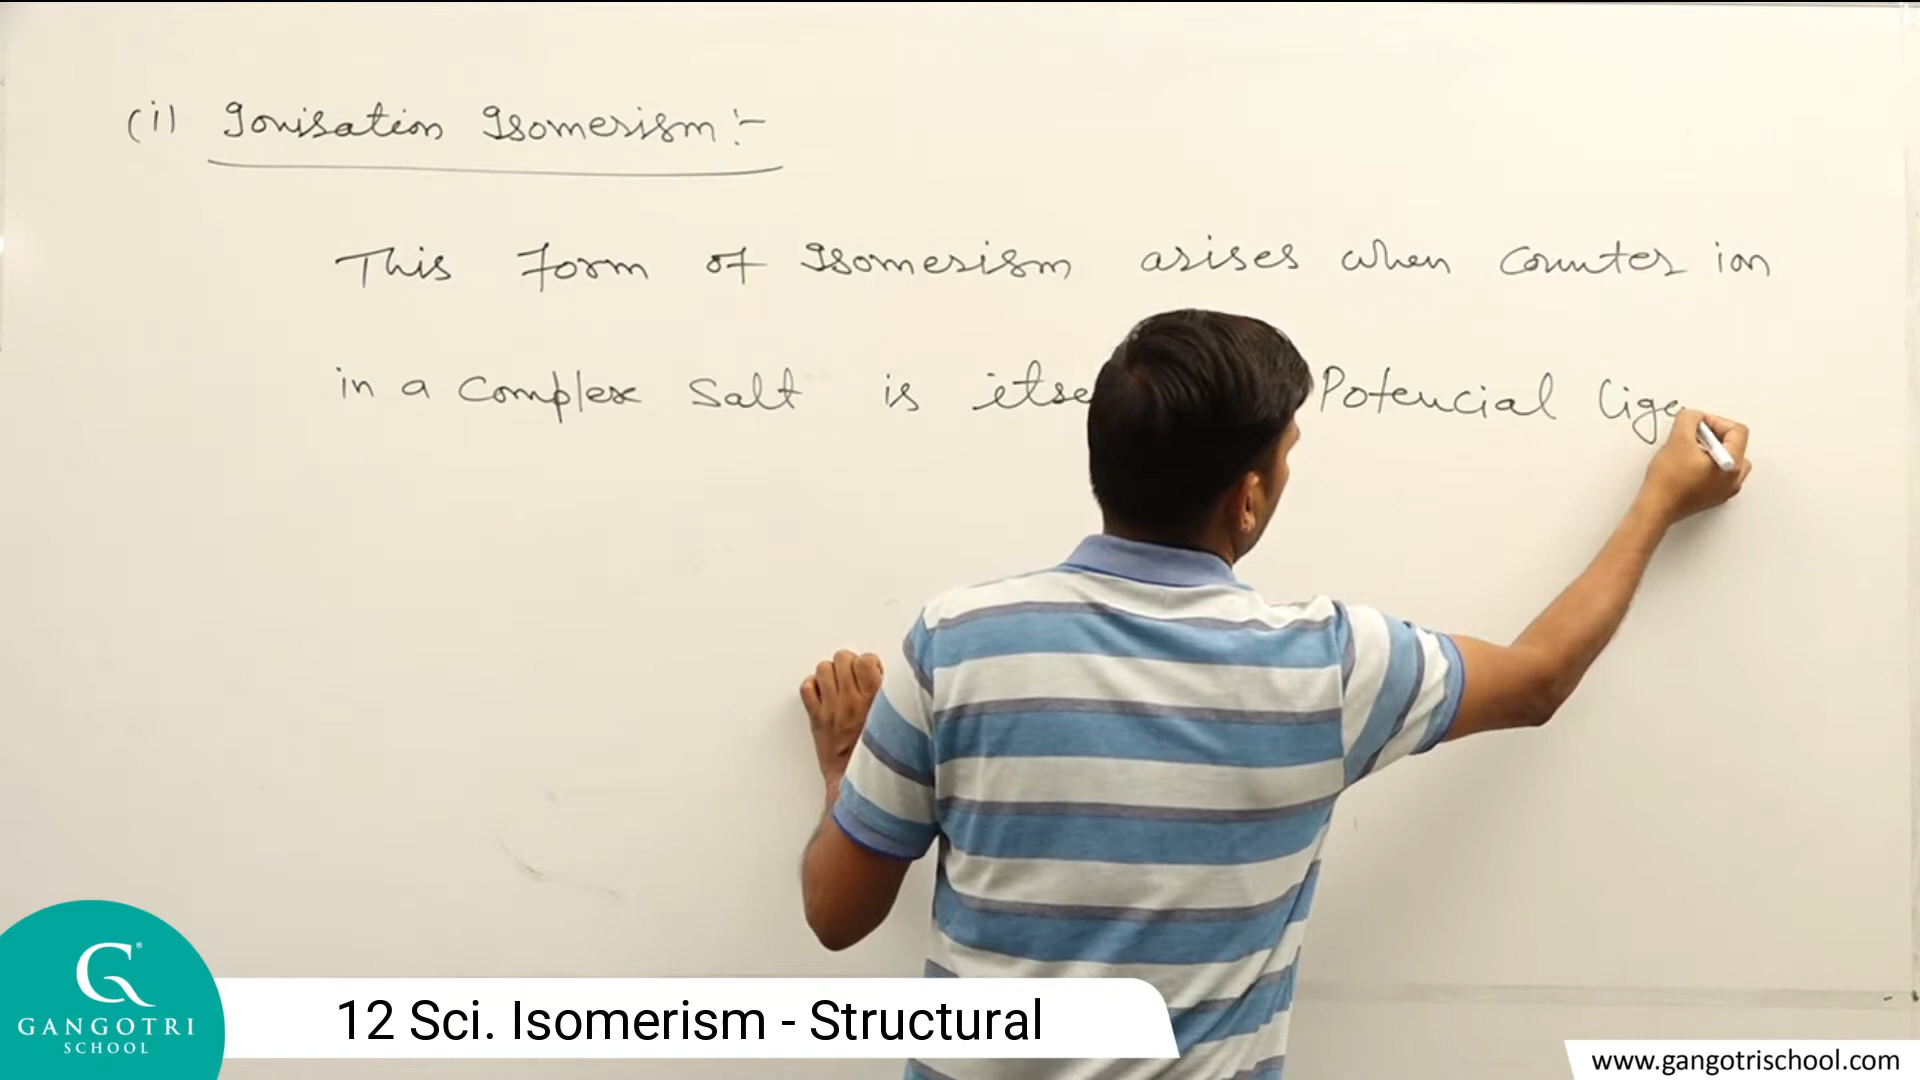 (i) Ionisation Isomerism :-
This form of Isomerism arises when counter ion
in a complex salt is itse Potencial lige
GANGOTRI
SCHOOL
12 Sci. Isomerism - Structural
www.gangotrischool.com